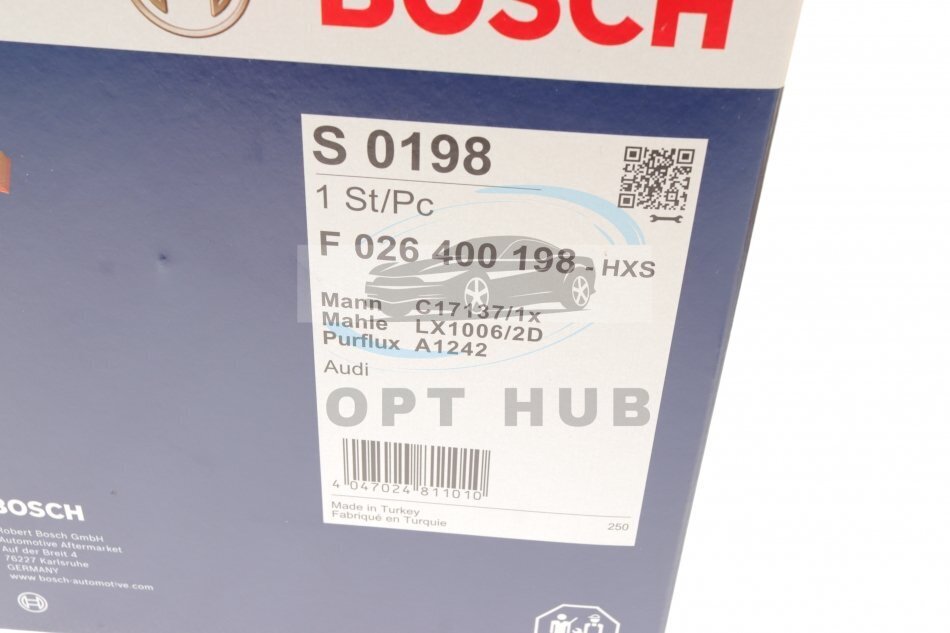 BOSCH
S 0198
1 St/Pc
F 026 400 198 - HXS
Mann C17137/1x
Mahle LX1006/2D
Purflux A1242
Audi
OPT HUB
4 047024 811010
Made in Turkey
Fabriqué en Turquie
250
BOSCH
Robert Bosch GmbH
Automotive Aftermarket
Auf der Breit 4
76227 Karlsruhe
GERMANY
www.bosch-automotive.com